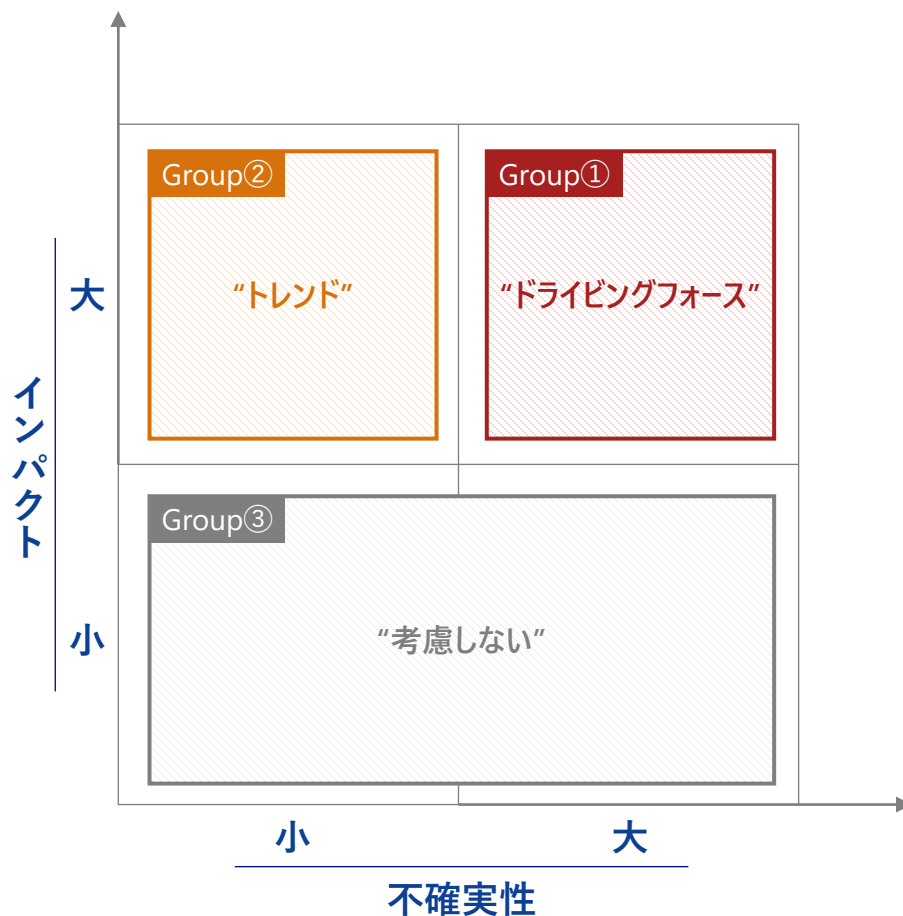 Group②
Group①
“トレンド”
“ドライビングフォース”
大
インパクト
Group③
“考慮しない”
小
小
大
不確実性